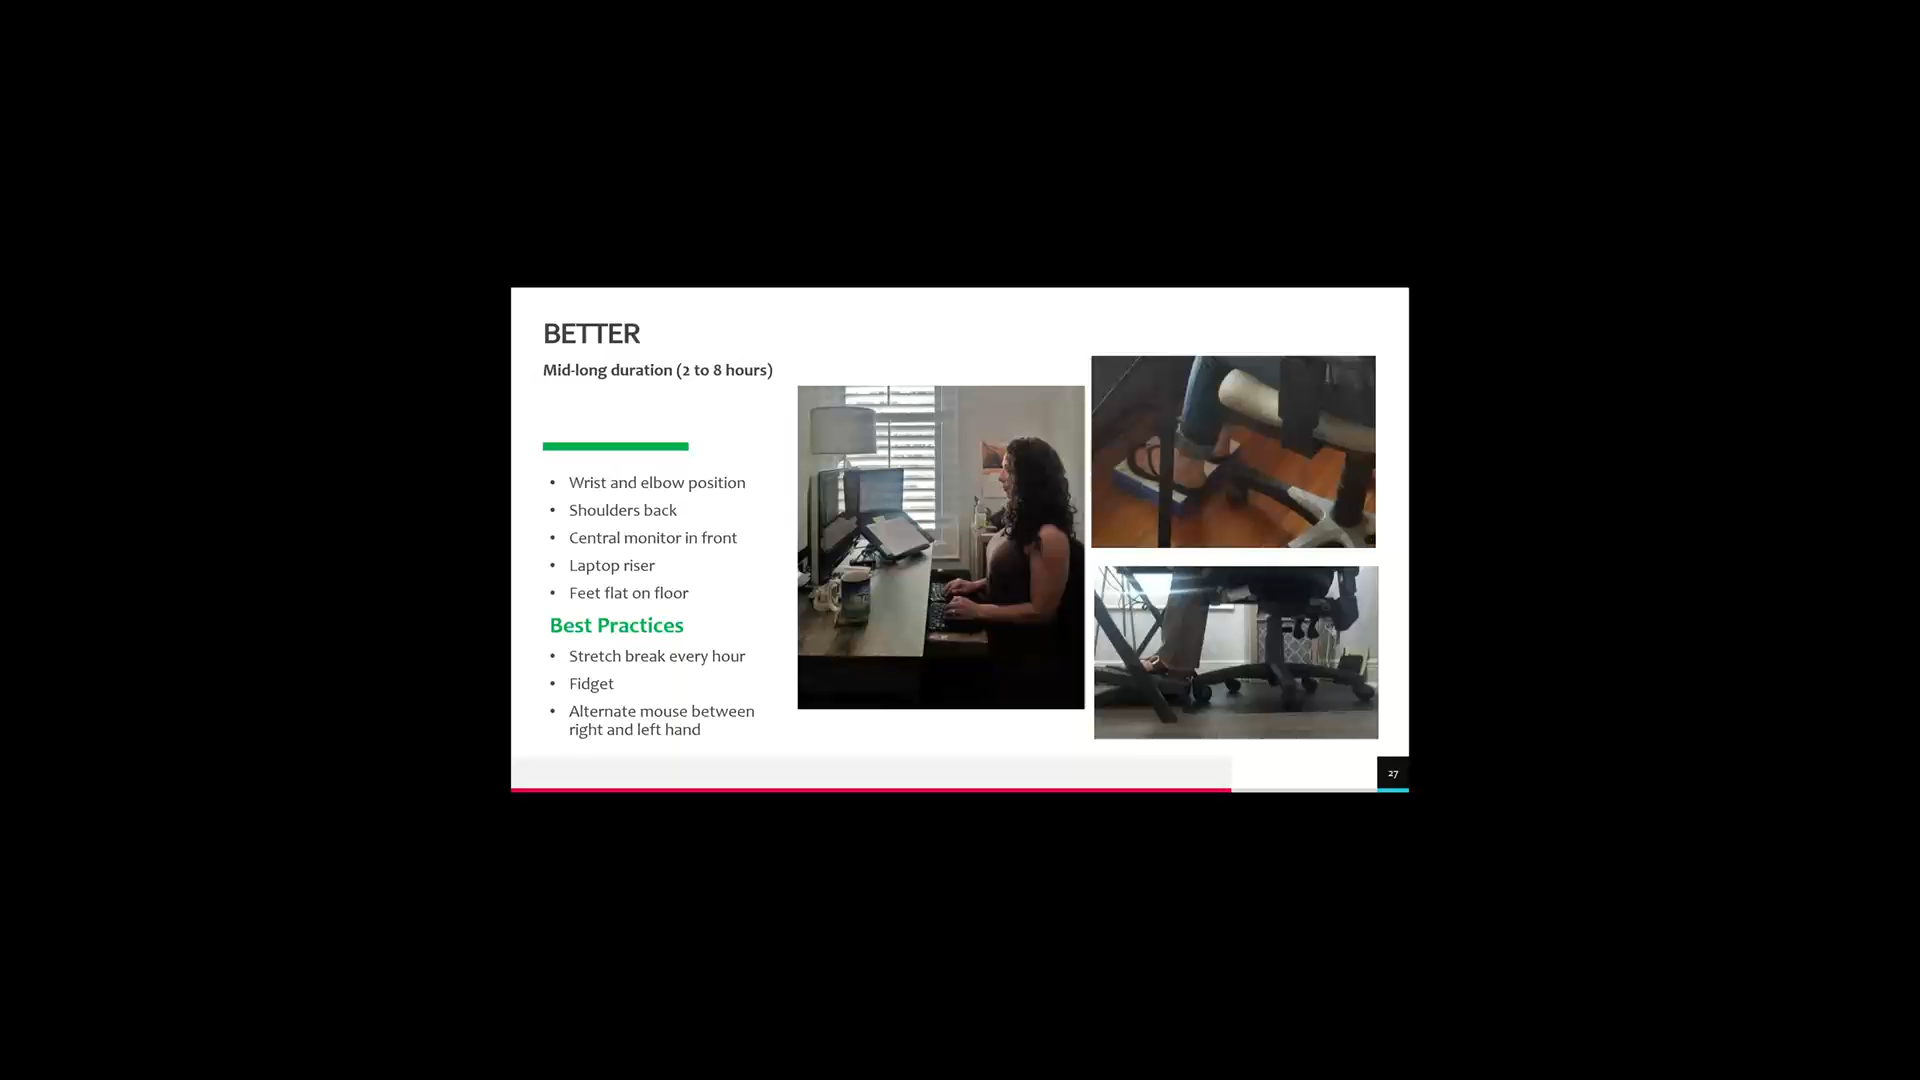 BETTER
Mid-long duration (2 to 8 hours)
• Wrist and elbow position
• Shoulders back
• Central monitor in front
• Laptop riser
• Feet flat on floor
Best Practices
• Stretch break every hour
• Fidget
• Alternate mouse between
right and left hand
27